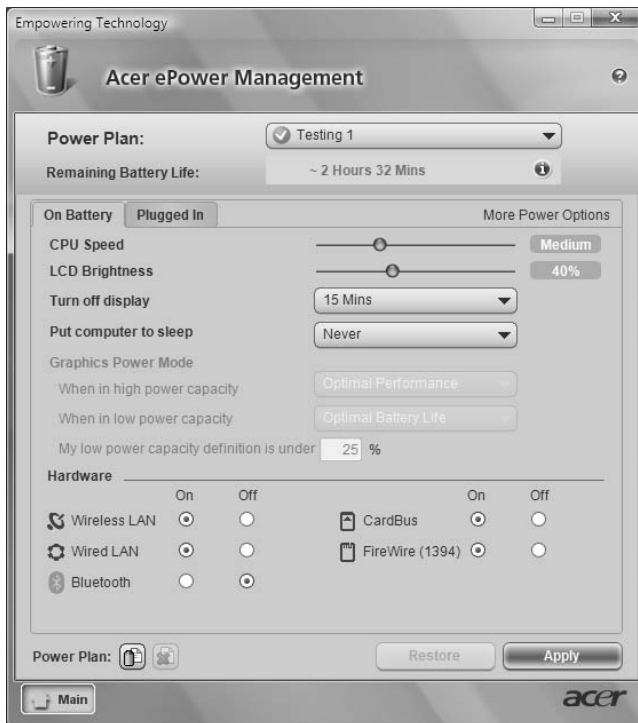 Empowering Technology
Acer ePower Management
Power Plan: Testing 1
Remaining Battery Life: ~ 2 Hours 32 Mins
On Battery Plugged In More Power Options
CPU Speed Medium
LCD Brightness 40%
Turn off display 15 Mins
Put computer to sleep Never
Graphics Power Mode
When in high power capacity Optimal Performance
When in low power capacity Optimal Battery Life
My low power capacity definition is under 25 %
Hardware
On Off On Off
Wireless LAN CardBus
Wired LAN FireWire (1394)
Bluetooth
Power Plan: Restore Apply
Main acer